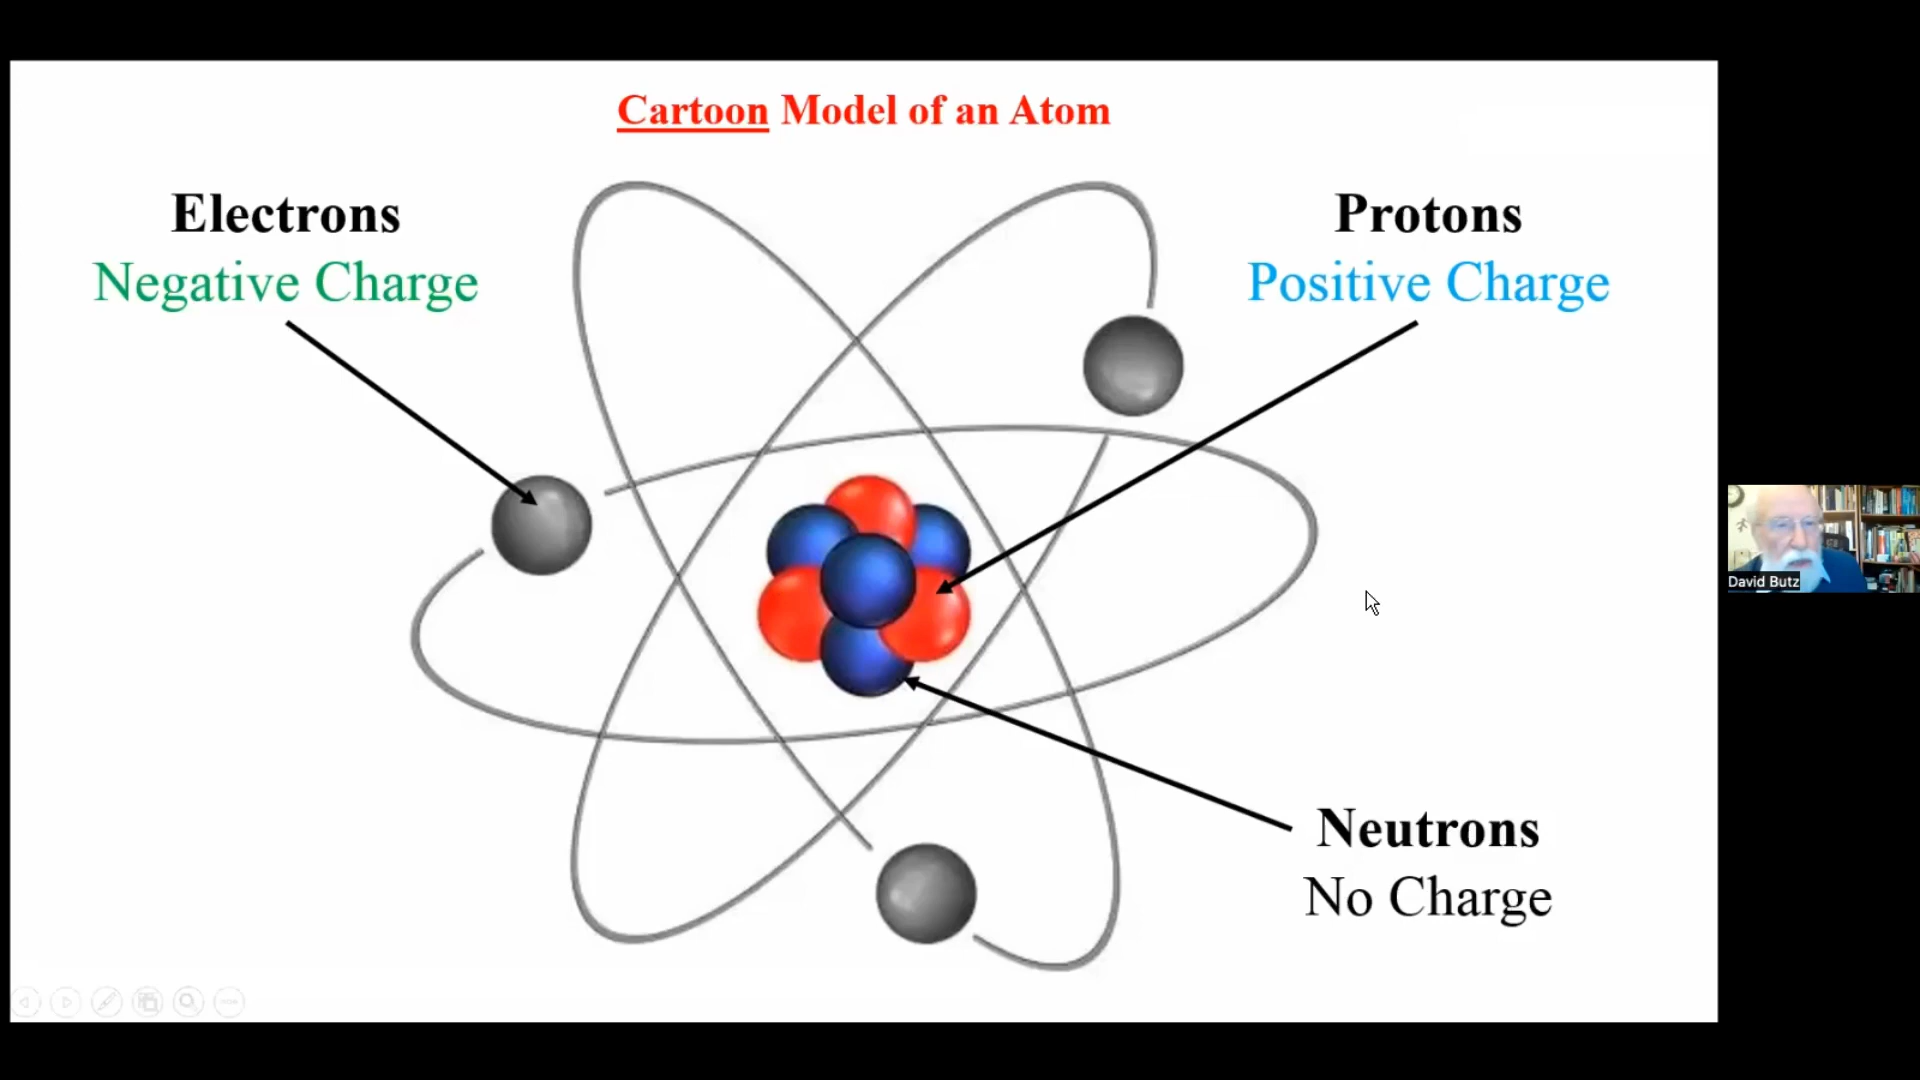 Cartoon Model of an Atom
Electrons
Negative Charge
Protons
Positive Charge
Neutrons
No Charge
David Butz